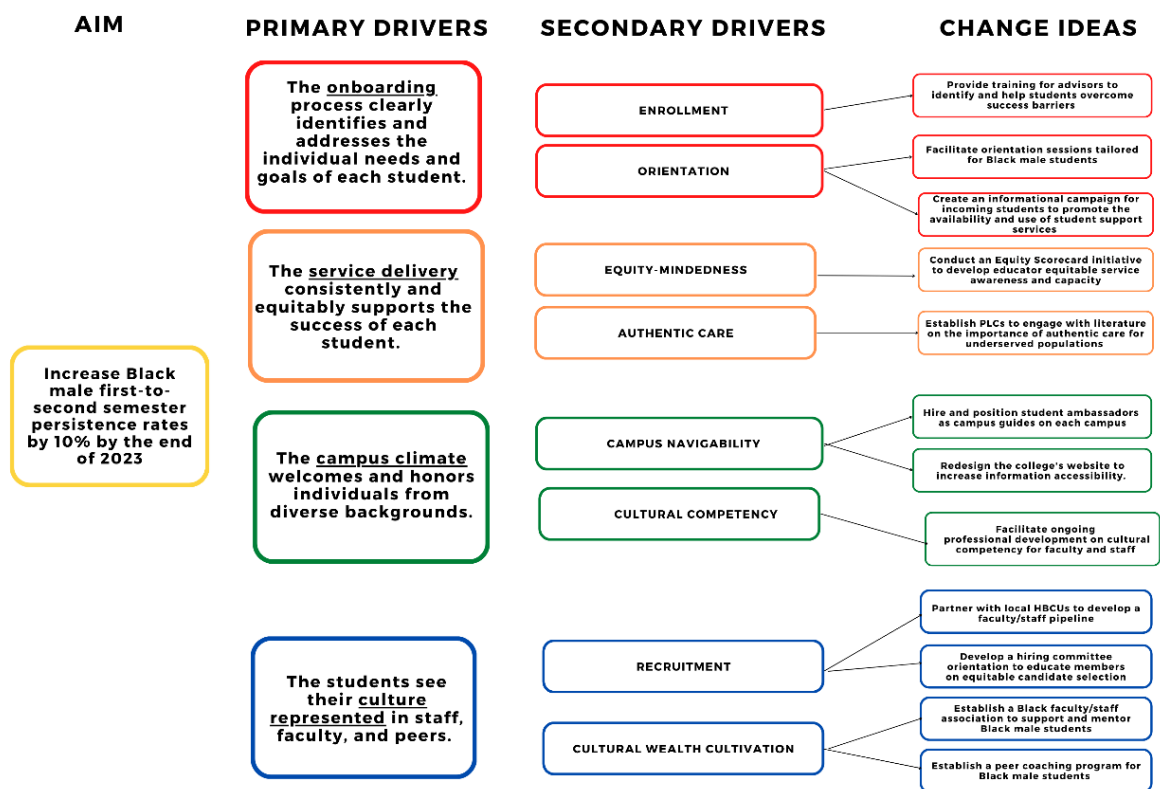 AIM
PRIMARY DRIVERS
SECONDARY DRIVERS
CHANGE IDEAS
Increase Black
male first-to-
second semester
persistence rates
by 10% by the end
of 2023
The onboarding
process clearly
identifies and
addresses the
individual needs and
goals of each student.
ENROLLMENT
Provide training for advisors
to identify and help students overcome
success barriers
ORIENTATION
Facilitate orientation sessions tailored
for Black male students
Create an informational campaign for
incoming students to promote the
availability and use of student support
services
The service delivery
consistently and
equitably supports the
success of each
student.
EQUITY-MINDEDNESS
Conduct an Equity Scorecard initiative
to develop educator equitable service
awareness and capacity
AUTHENTIC CARE
Establish PLCs to engage with literature
on the importance of authentic care for
underserved populations
The campus climate
welcomes and honors
individuals from
diverse backgrounds.
CAMPUS NAVIGABILITY
Hire and position student ambassadors
as campus guides on each campus
Redesign the college's website to
increase information accessibility.
CULTURAL COMPETENCY
Facilitate ongoing
professional development on cultural
competency for faculty and staff
The students see
their culture
represented in staff,
faculty, and peers.
RECRUITMENT
Partner with local HBCUs to develop a
faculty/staff pipeline
Develop a hiring committee
orientation to educate members
on equitable candidate selection
CULTURAL WEALTH CULTIVATION
Establish a Black faculty/staff
association to support and mentor
Black male students
Establish a peer coaching program for
Black male students